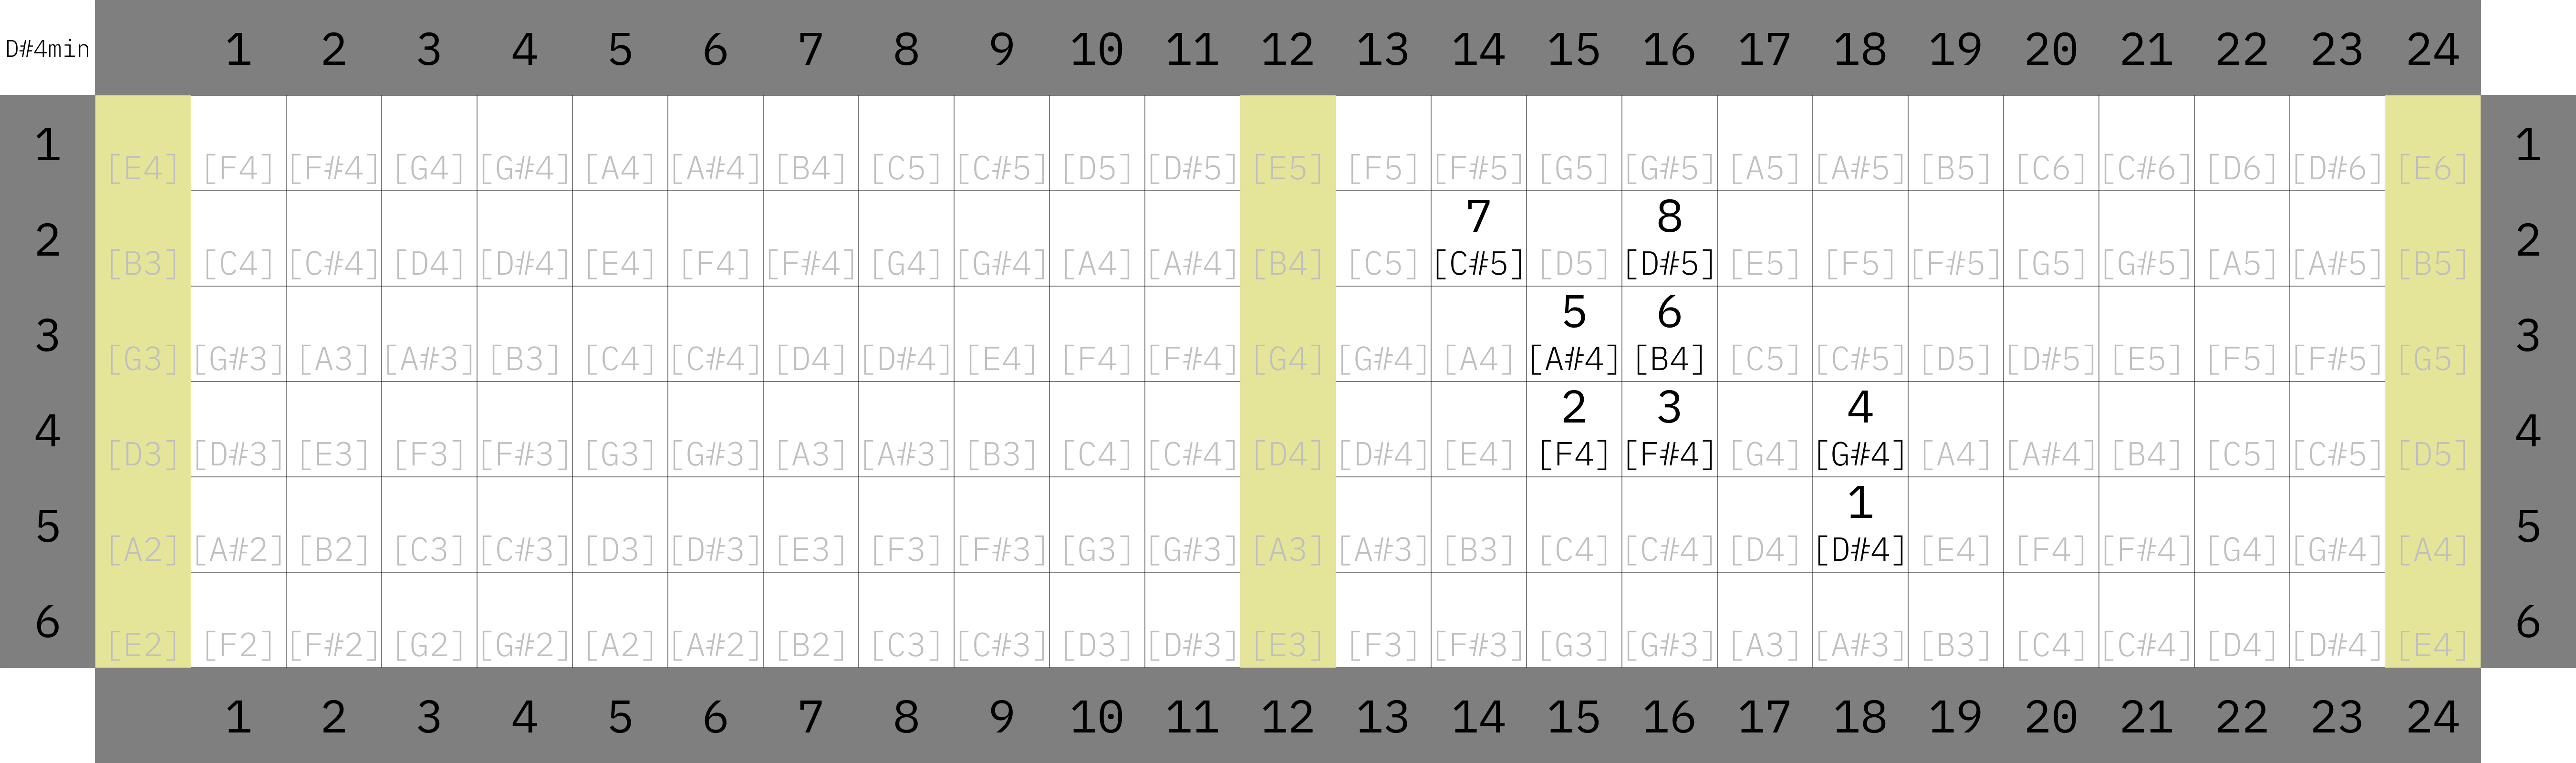 D#4min 1 2 3 4 5 6 7 8 9 10 11 12 13 14 15 16 17 18 19 20 21 22 23 24
1 [E4] [F4] [F#4] [G4] [G#4] [A4] [A#4] [B4] [C5] [C#5] [D5] [D#5] [E5] [F5] [F#5] [G5] [G#5] [A5] [A#5] [B5] [C6] [C#6] [D6] [D#6] [E6] 1
7 8
2 [B3] [C4] [C#4] [D4] [D#4] [E4] [F4] [F#4] [G4] [G#4] [A4] [A#4] [B4] [C5] [C#5] [D5] [D#5] [E5] [F5] [F#5] [G5] [G#5] [A5] [A#5] [B5] 2
5 6
3 [G3] [G#3] [A3] [A#3] [B3] [C4] [C#4] [D4] [D#4] [E4] [F4] [F#4] [G4] [G#4] [A4] [A#4] [B4] [C5] [C#5] [D5] [D#5] [E5] [F5] [F#5] [G5] 3
2 3 4
4 [D3] [D#3] [E3] [F3] [F#3] [G3] [G#3] [A3] [A#3] [B3] [C4] [C#4] [D4] [D#4] [E4] [F4] [F#4] [G4] [G#4] [A4] [A#4] [B4] [C5] [C#5] [D5] 4
1
5 [A2] [A#2] [B2] [C3] [C#3] [D3] [D#3] [E3] [F3] [F#3] [G3] [G#3] [A3] [A#3] [B3] [C4] [C#4] [D4] [D#4] [E4] [F4] [F#4] [G4] [G#4] [A4] 5
6 [E2] [F2] [F#2] [G2] [G#2] [A2] [A#2] [B2] [C3] [C#3] [D3] [D#3] [E3] [F3] [F#3] [G3] [G#3] [A3] [A#3] [B3] [C4] [C#4] [D4] [D#4] [E4] 6
1 2 3 4 5 6 7 8 9 10 11 12 13 14 15 16 17 18 19 20 21 22 23 24